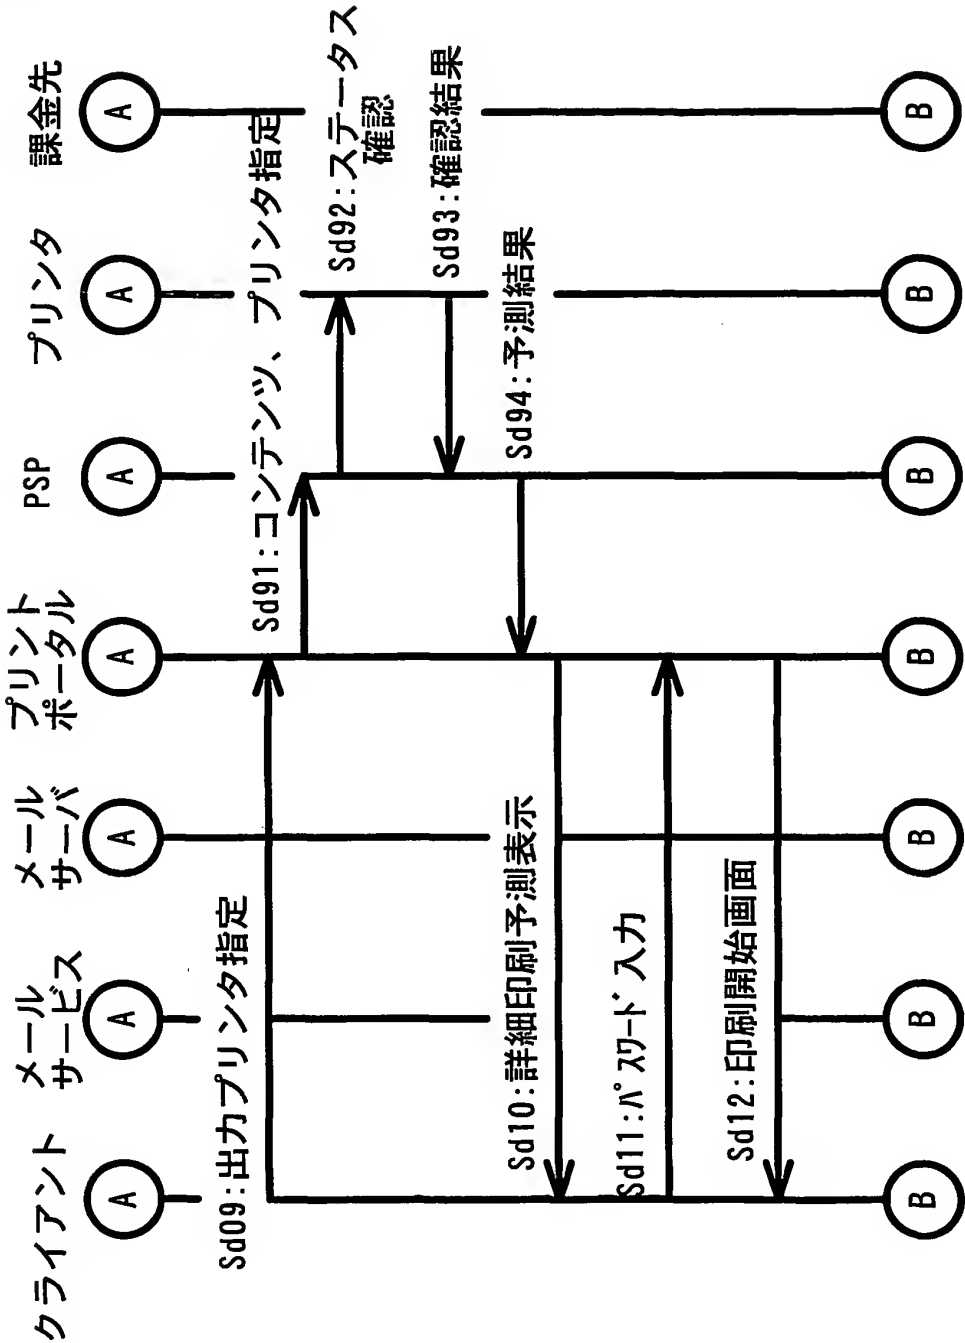 クライアント
メール
サービス
メール
サーバ
プリント
ポータル
PSP
プリンタ
課金先
A
A
A
A
A
A
A
Sd09:出力プリンタ指定
Sd91:コンテンツ、プリンタ指定
Sd92:ステータス
確認
Sd93:確認結果
Sd94:予測結果
Sd10:詳細印刷予測表示
Sd11:パスワード入力
Sd12:印刷開始画面
B
B
B
B
B
B
B